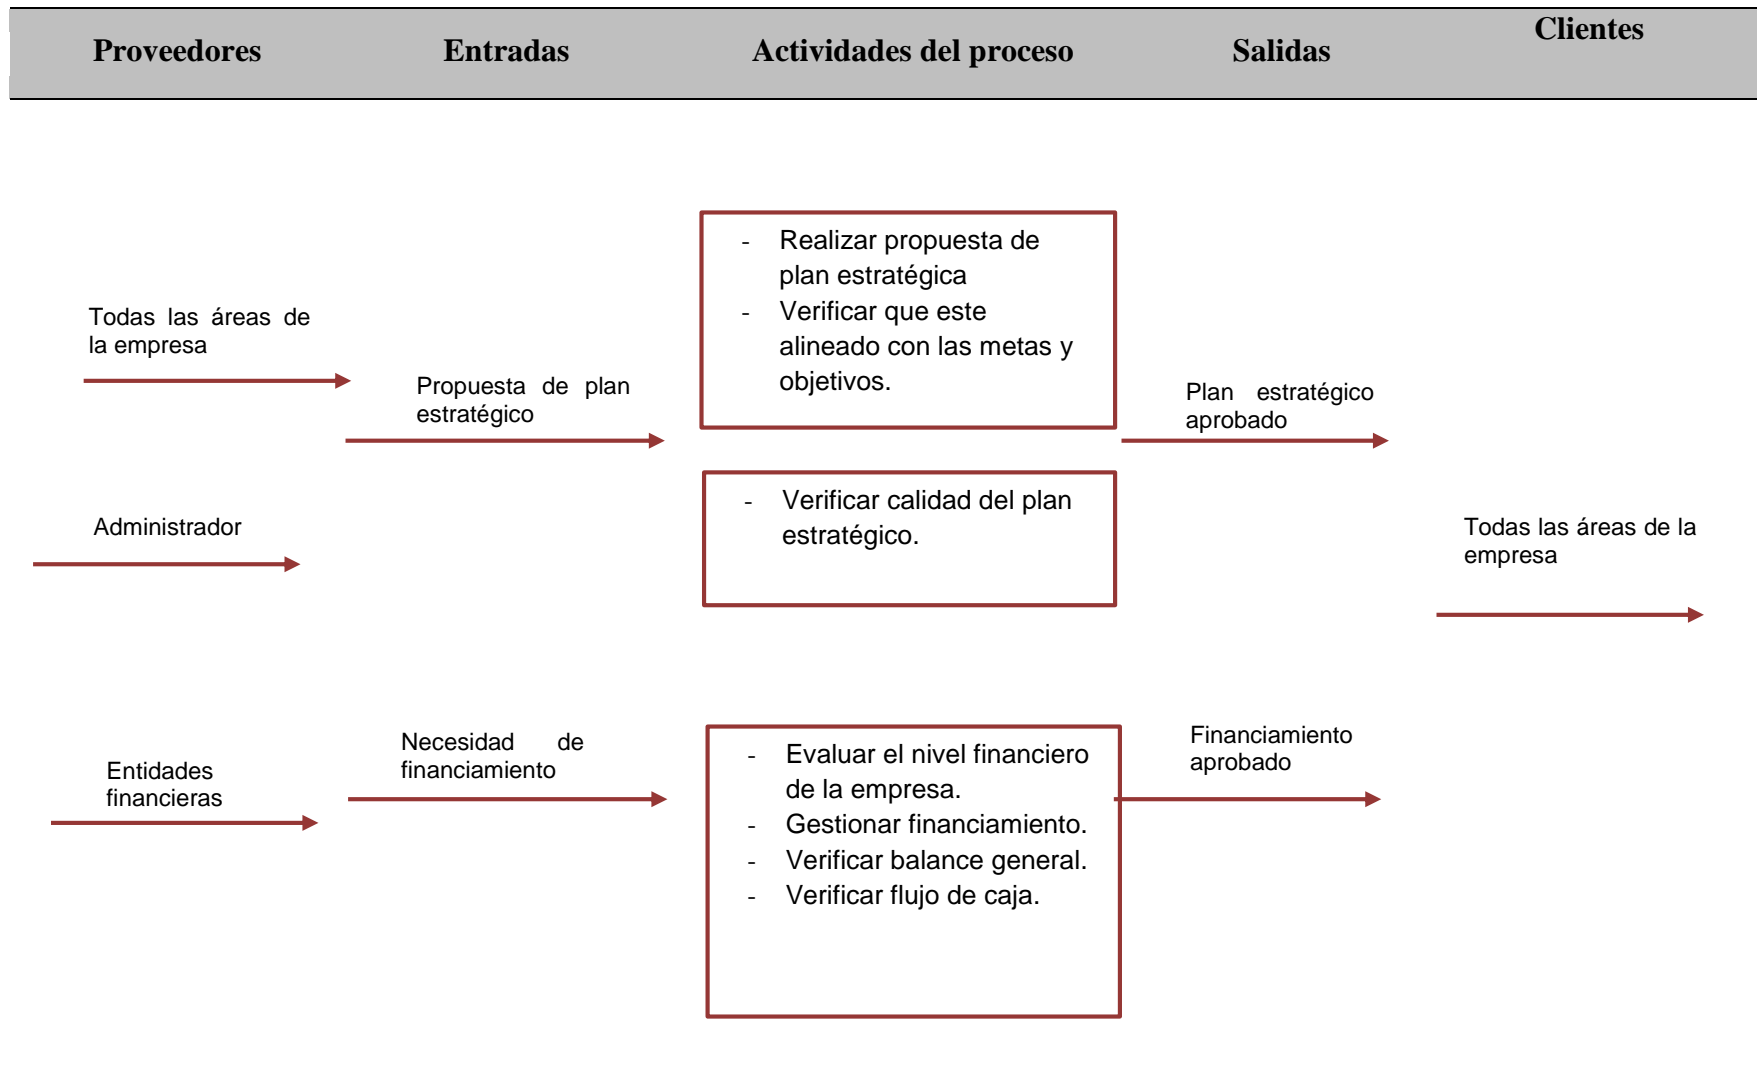 Proveedores
Entradas
Actividades del proceso
Salidas
Clientes
Todas las áreas de
la empresa
Administrador
Entidades
financieras
Propuesta de plan
estratégico
Necesidad de
financiamiento
- Realizar propuesta de
plan estratégica
- Verificar que este
alineado con las metas y
objetivos.
- Verificar calidad del plan
estratégico.
- Evaluar el nivel financiero
de la empresa.
- Gestionar financiamiento.
- Verificar balance general.
- Verificar flujo de caja.
Plan estratégico
aprobado
Financiamiento
aprobado
Todas las áreas de la
empresa